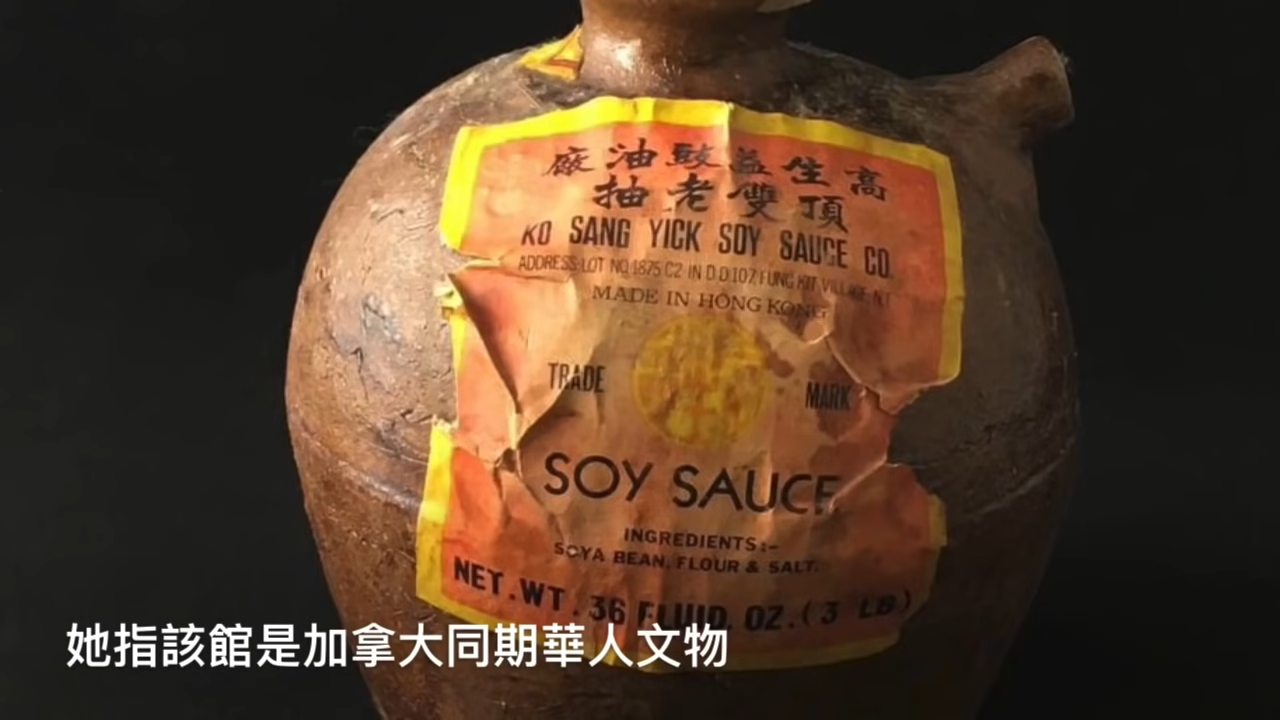 高生益豉油廠
頂雙老抽
KO SANG YICK SOY SAUCE CO.
ADDRESS: LOT NO 1875 C2 IN D.D.107, FUNG KIT VILLAGE N.T.
MADE IN HONG KONG
TRADE MARK
SOY SAUCE
INGREDIENTS:-
SOYA BEAN, FLOUR & SALT.
NET.WT. 36 FLUID. OZ.(3 LB)
她指該館是加拿大同期華人文物